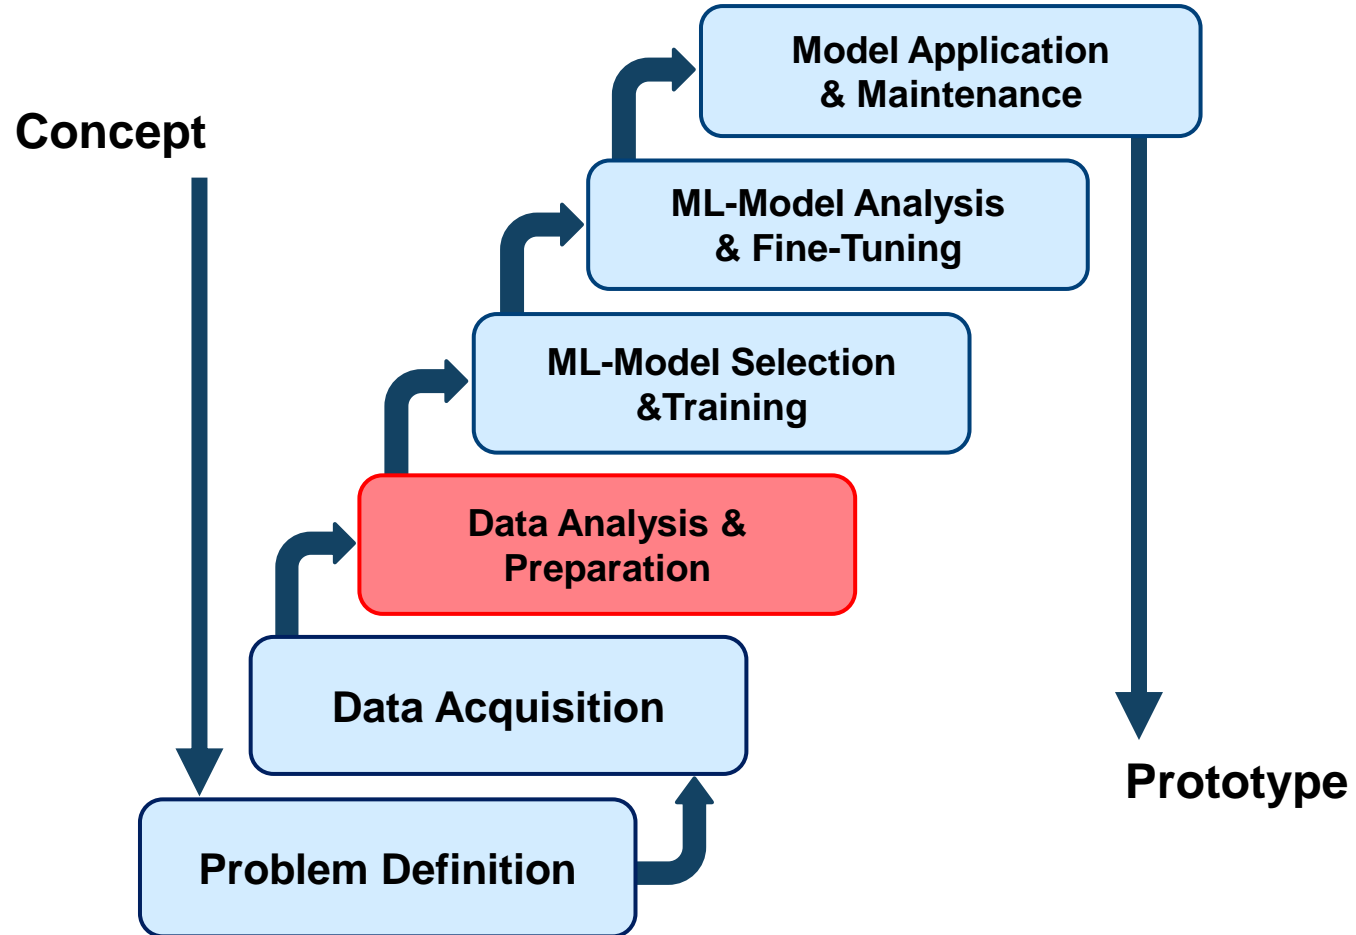 Model Application
& Maintenance
Concept
ML-Model Analysis
& Fine-Tuning
ML-Model Selection
&Training
Data Analysis &
Preparation
Data Acquisition
Prototype
Problem Definition